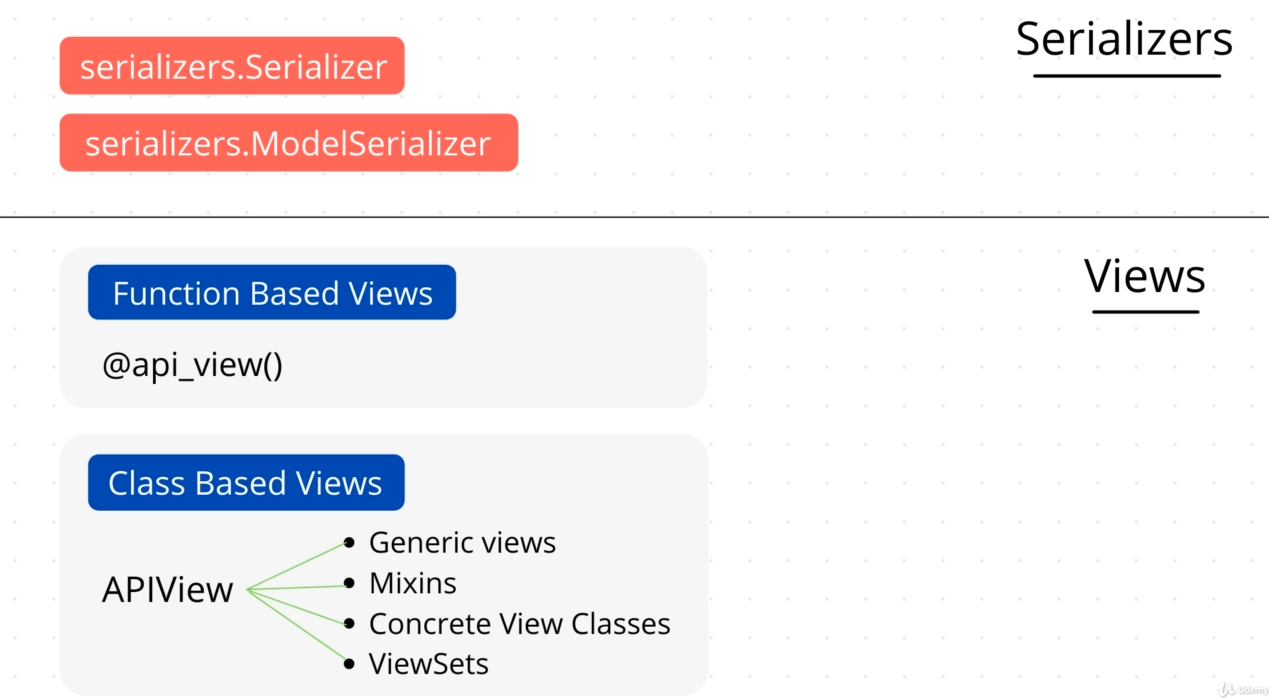 Serializers
serializers.Serializer
serializers.ModelSerializer
Views
Function Based Views
@api_view()
Class Based Views
APIView
Generic views
Mixins
Concrete View Classes
ViewSets
Udemy